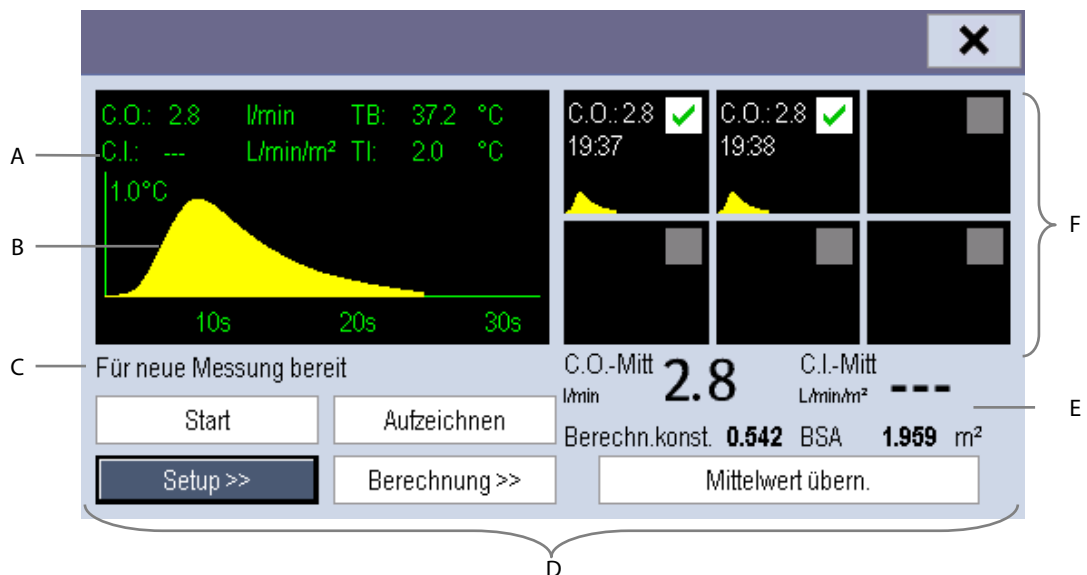 C.O.: 2.8 l/min TB: 37.2 °C
C.I.: --- L/min/m² TI: 2.0 °C
1.0°C
10s 20s 30s
C.O.: 2.8
19:37
C.O.: 2.8
19:38
A
B
C
F
Für neue Messung bereit
Start
Aufzeichnen
Setup >>
Berechnung >>
C.O.-Mitt
l/min
2.8
C.I.-Mitt
L/min/m²
---
E
Berechn.konst. 0.542 BSA 1.959 m²
Mittelwert übern.
D